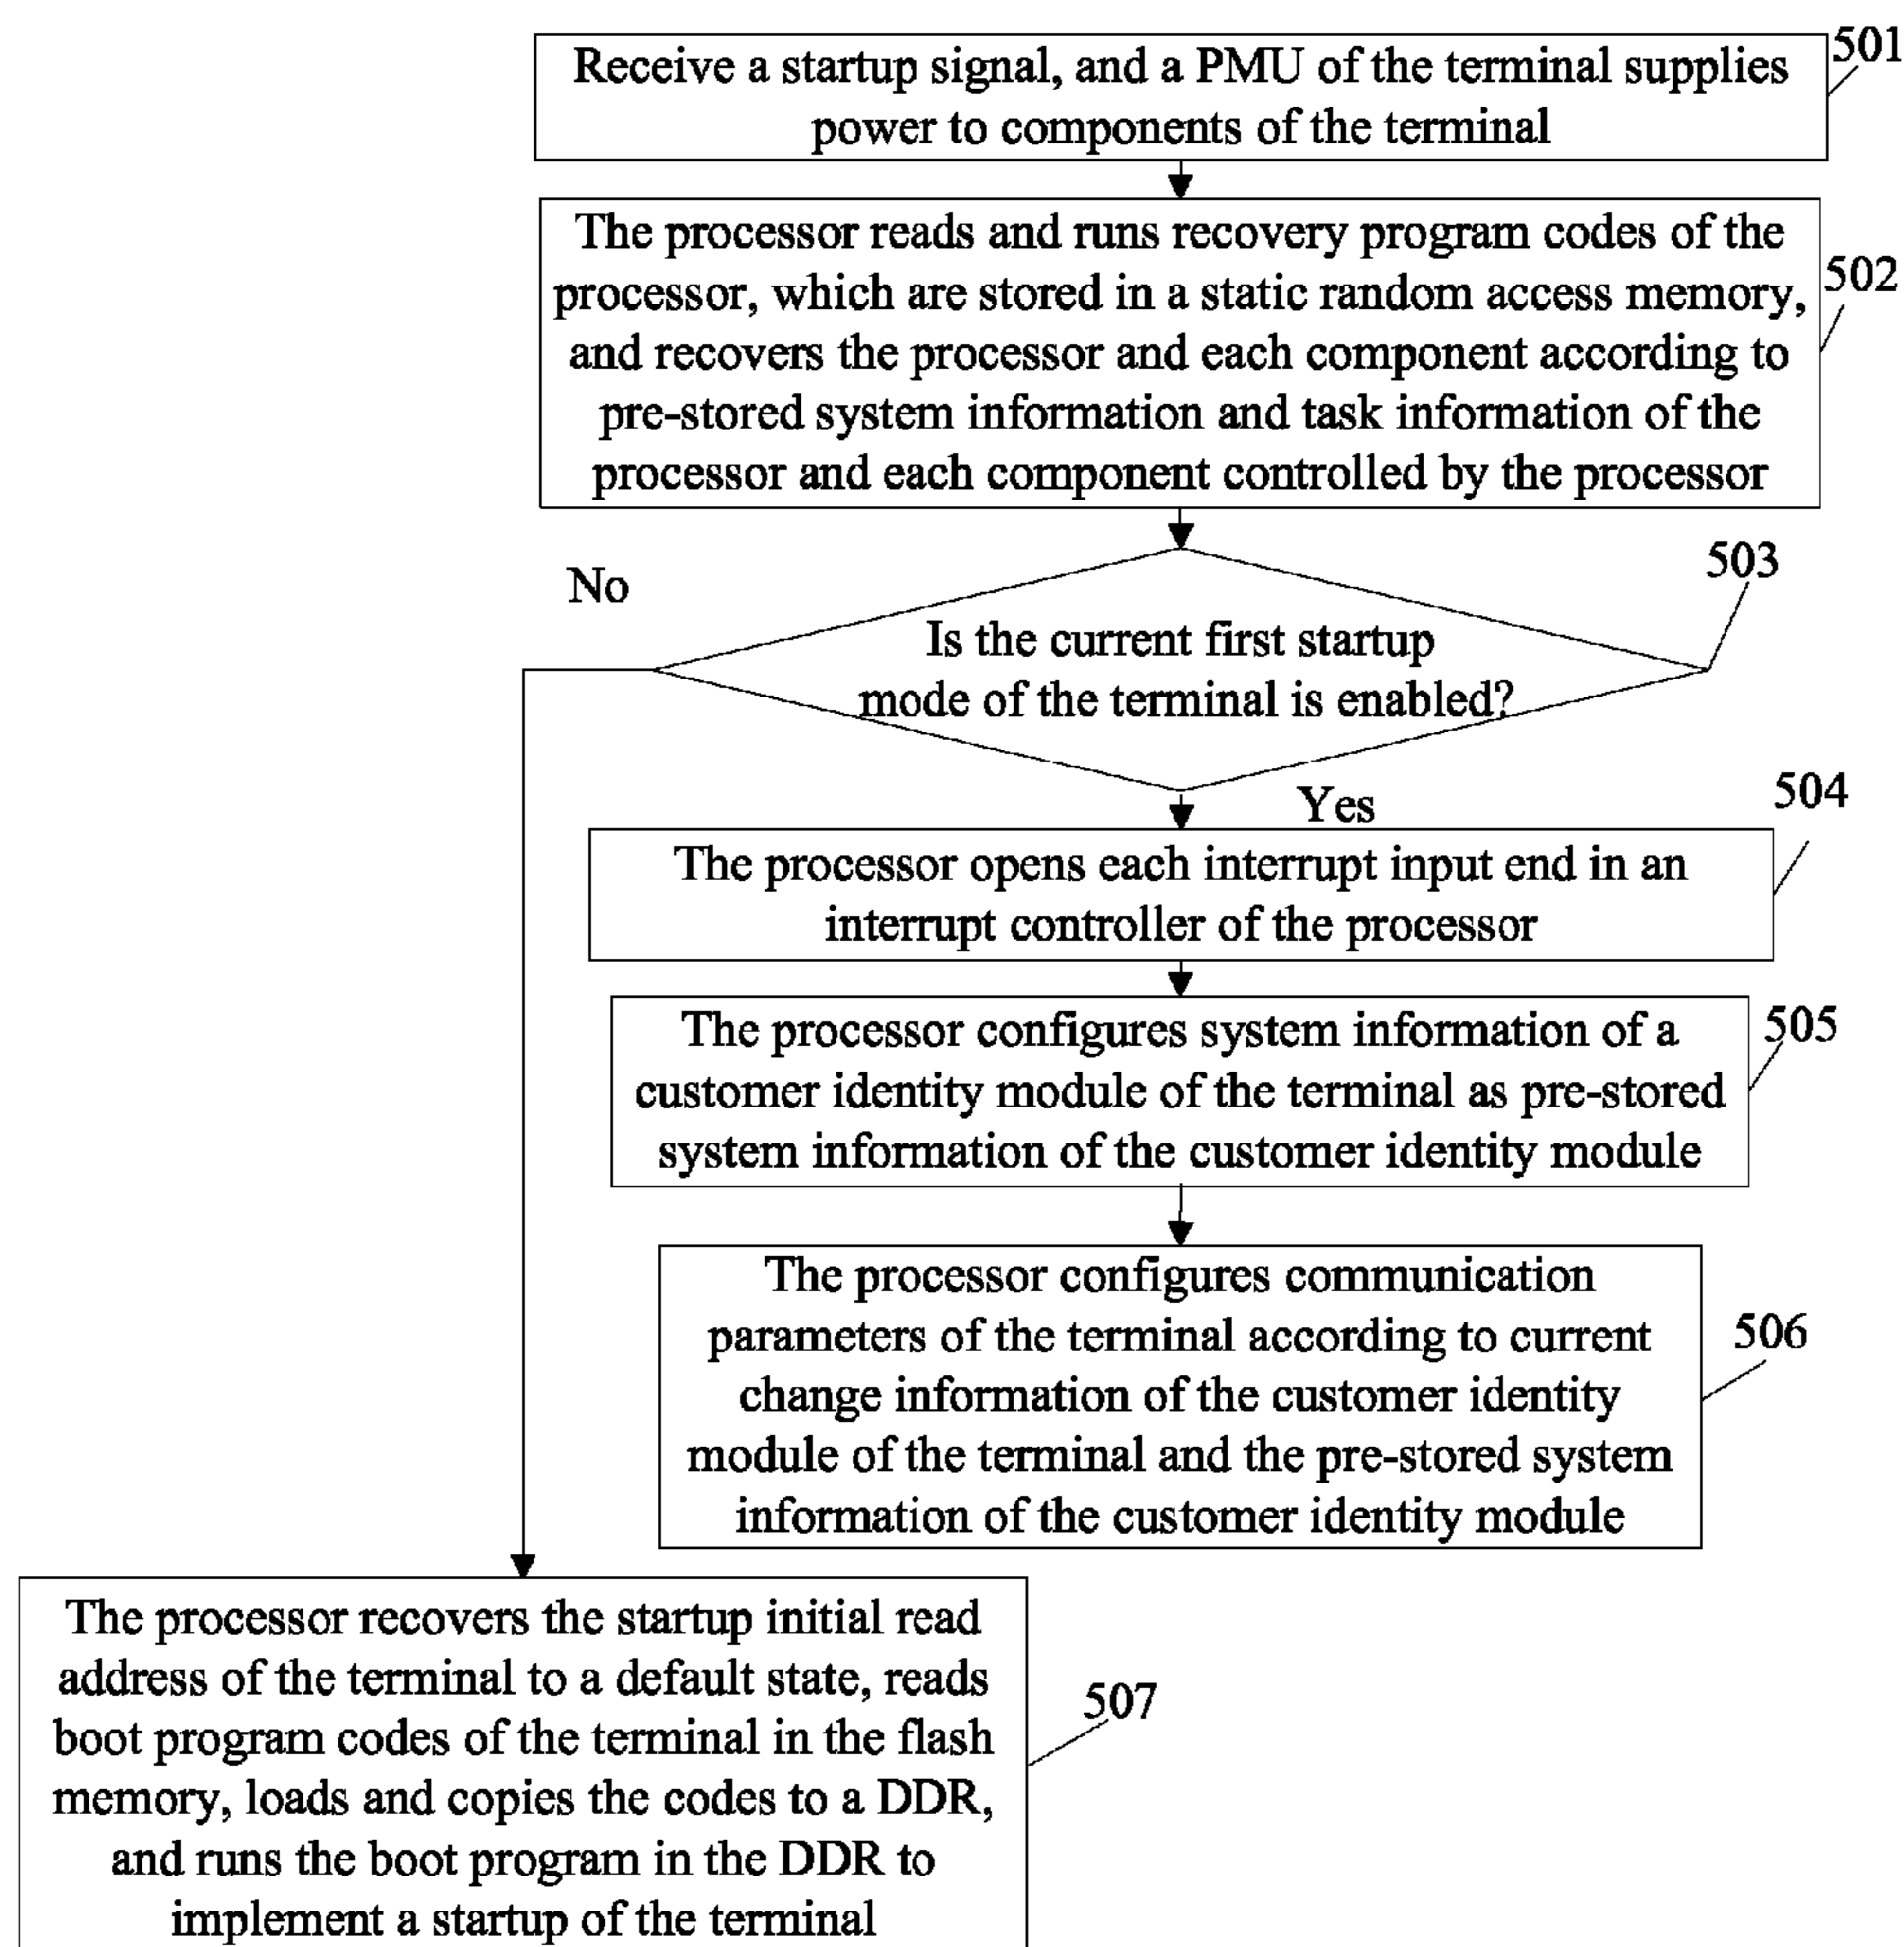 Receive a startup signal, and a PMU of the terminal supplies
power to components of the terminal
501
The processor reads and runs recovery program codes of the
processor, which are stored in a static random access memory,
and recovers the processor and each component according to
pre-stored system information and task information of the
processor and each component controlled by the processor
502
No
503
Is the current first startup
mode of the terminal is enabled?
Yes
504
The processor opens each interrupt input end in an
interrupt controller of the processor
The processor configures system information of a
customer identity module of the terminal as pre-stored
system information of the customer identity module
505
The processor configures communication
parameters of the terminal according to current
change information of the customer identity
module of the terminal and the pre-stored system
information of the customer identity module
506
The processor recovers the startup initial read
address of the terminal to a default state, reads
boot program codes of the terminal in the flash
memory, loads and copies the codes to a DDR,
and runs the boot program in the DDR to
implement a startup of the terminal
507